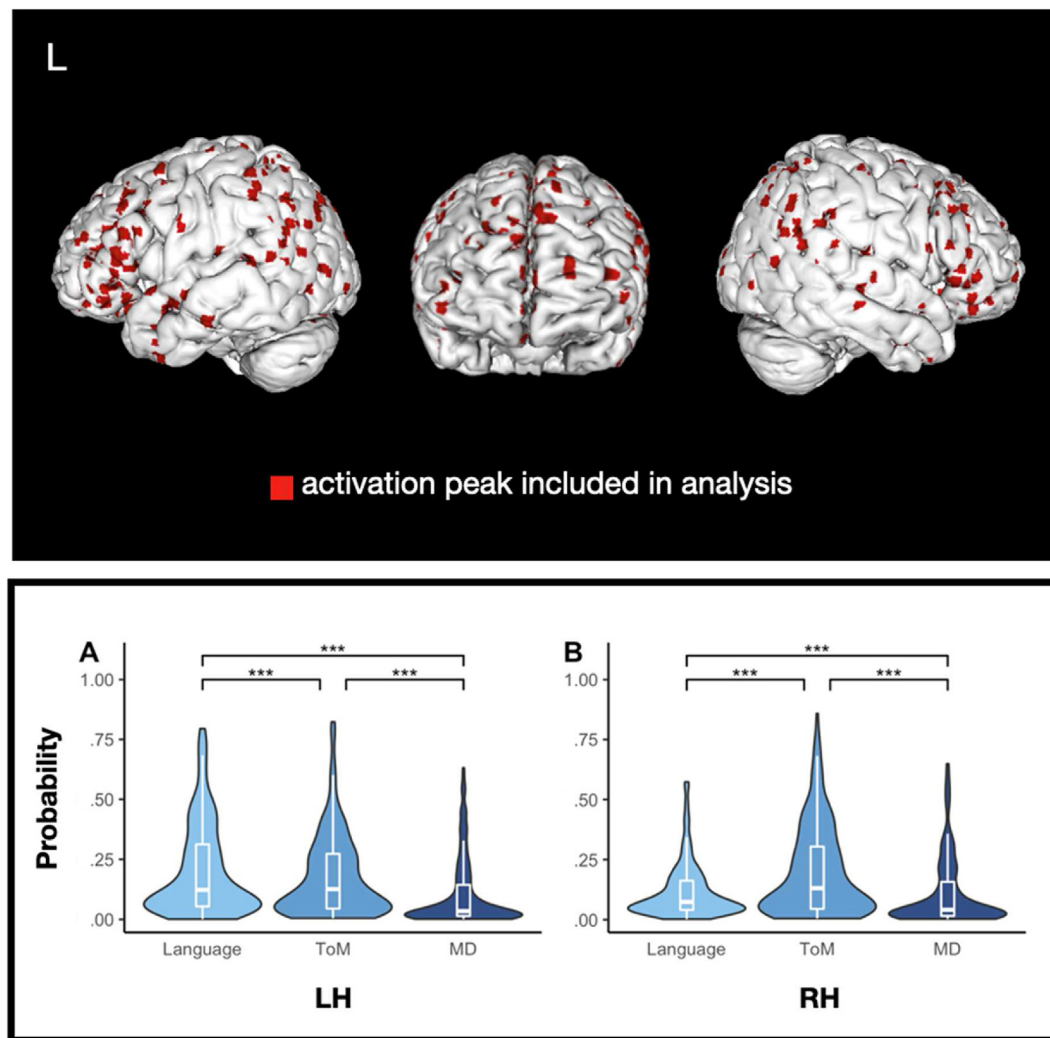 L
activation peak included in analysis
A
***
***
***
1.00
.75
.50
.25
.00
Probability
Language ToM MD
LH
B
***
***
***
1.00
.75
.50
.25
.00
Language ToM MD
RH